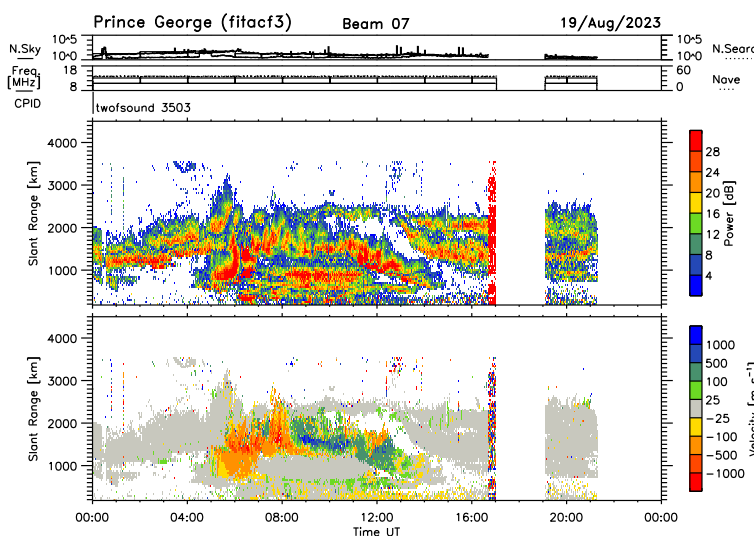 Prince George (fitacf3) Beam 07 19/Aug/2023
N.Sky 10^5 10^0 10^5 10^0 N.Searc
Freq. [MHz] 18 8 60 0 Nave
CPID twofsound 3503
Slant Range [km] 4000 3000 2000 1000
Power [dB] 28 24 20 16 12 8 4
Slant Range [km] 4000 3000 2000 1000
Velocity [m s^-1] 1000 500 100 25 -25 -100 -500 -1000
00:00 04:00 08:00 12:00 16:00 20:00 00:00
Time UT